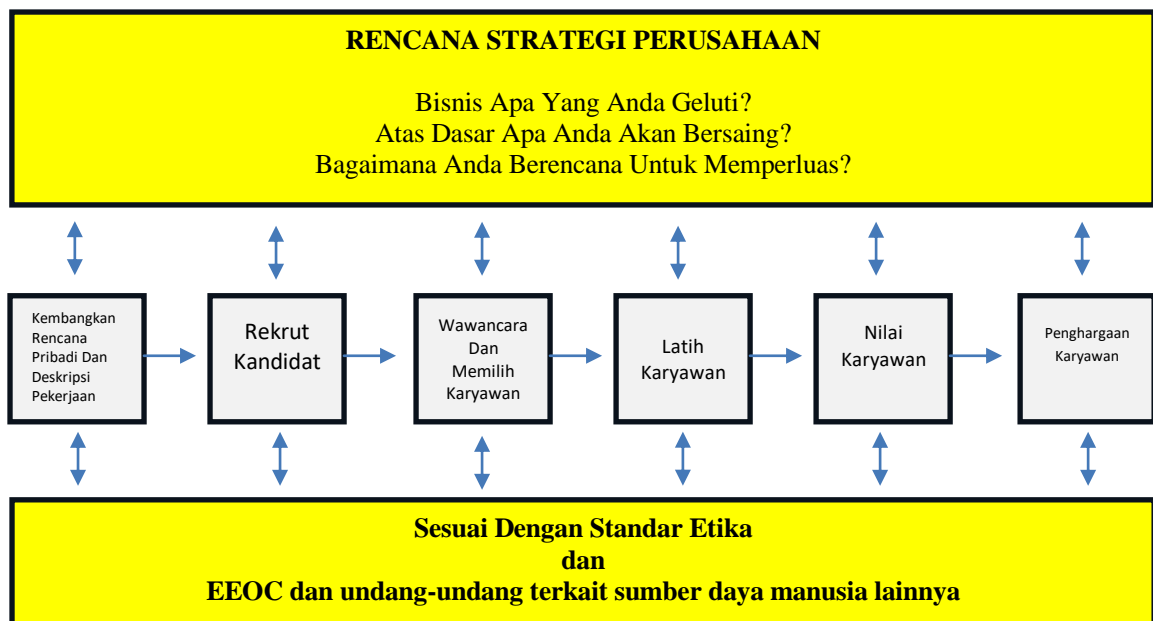 RENCANA STRATEGI PERUSAHAAN
Bisnis Apa Yang Anda Geluti?
Atas Dasar Apa Anda Akan Bersaing?
Bagaimana Anda Berencana Untuk Memperluas?
Kembangkan
Rencana
Pribadi Dan
Deskripsi
Pekerjaan
Rekrut
Kandidat
Wawancara
Dan
Memilih
Karyawan
Latih
Karyawan
Nilai
Karyawan
Penghargaan
Karyawan
Sesuai Dengan Standar Etika
dan
EEOC dan undang-undang terkait sumber daya manusia lainnya